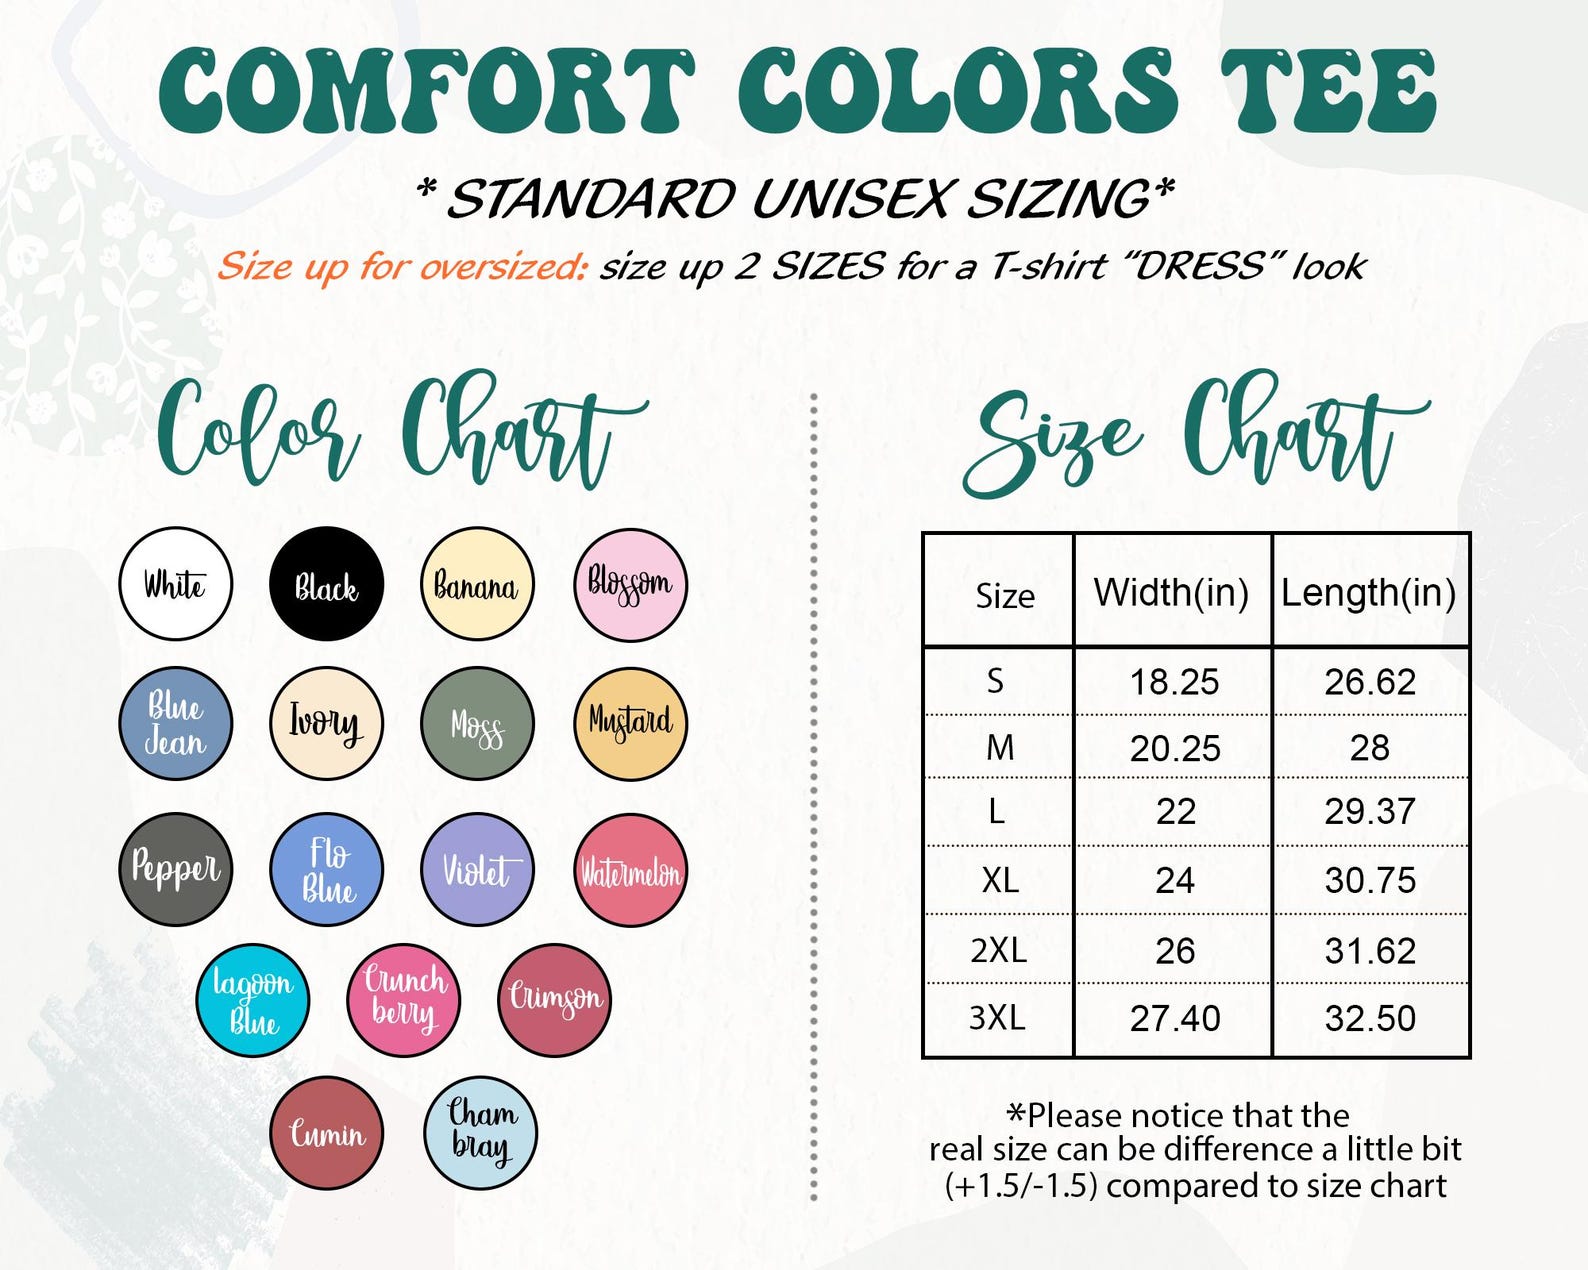 COMFORT COLORS TEE
* STANDARD UNISEX SIZING*
Size up for oversized: size up 2 SIZES for a T-shirt “DRESS” look
Color Chart
White Black Banana Blossom
Blue
Jean
Ivory Moss Mustard
Pepper
Flo
Blue
Violet Watermelon
Lagoon
Blue
Crunch
berry
Crimson
Cumin
Cham
bray
Size Chart
Size Width(in) Length(in)
S 18.25 26.62
M 20.25 28
L 22 29.37
XL 24 30.75
2XL 26 31.62
3XL 27.40 32.50
*Please notice that the
real size can be difference a little bit
(+1.5/-1.5) compared to size chart